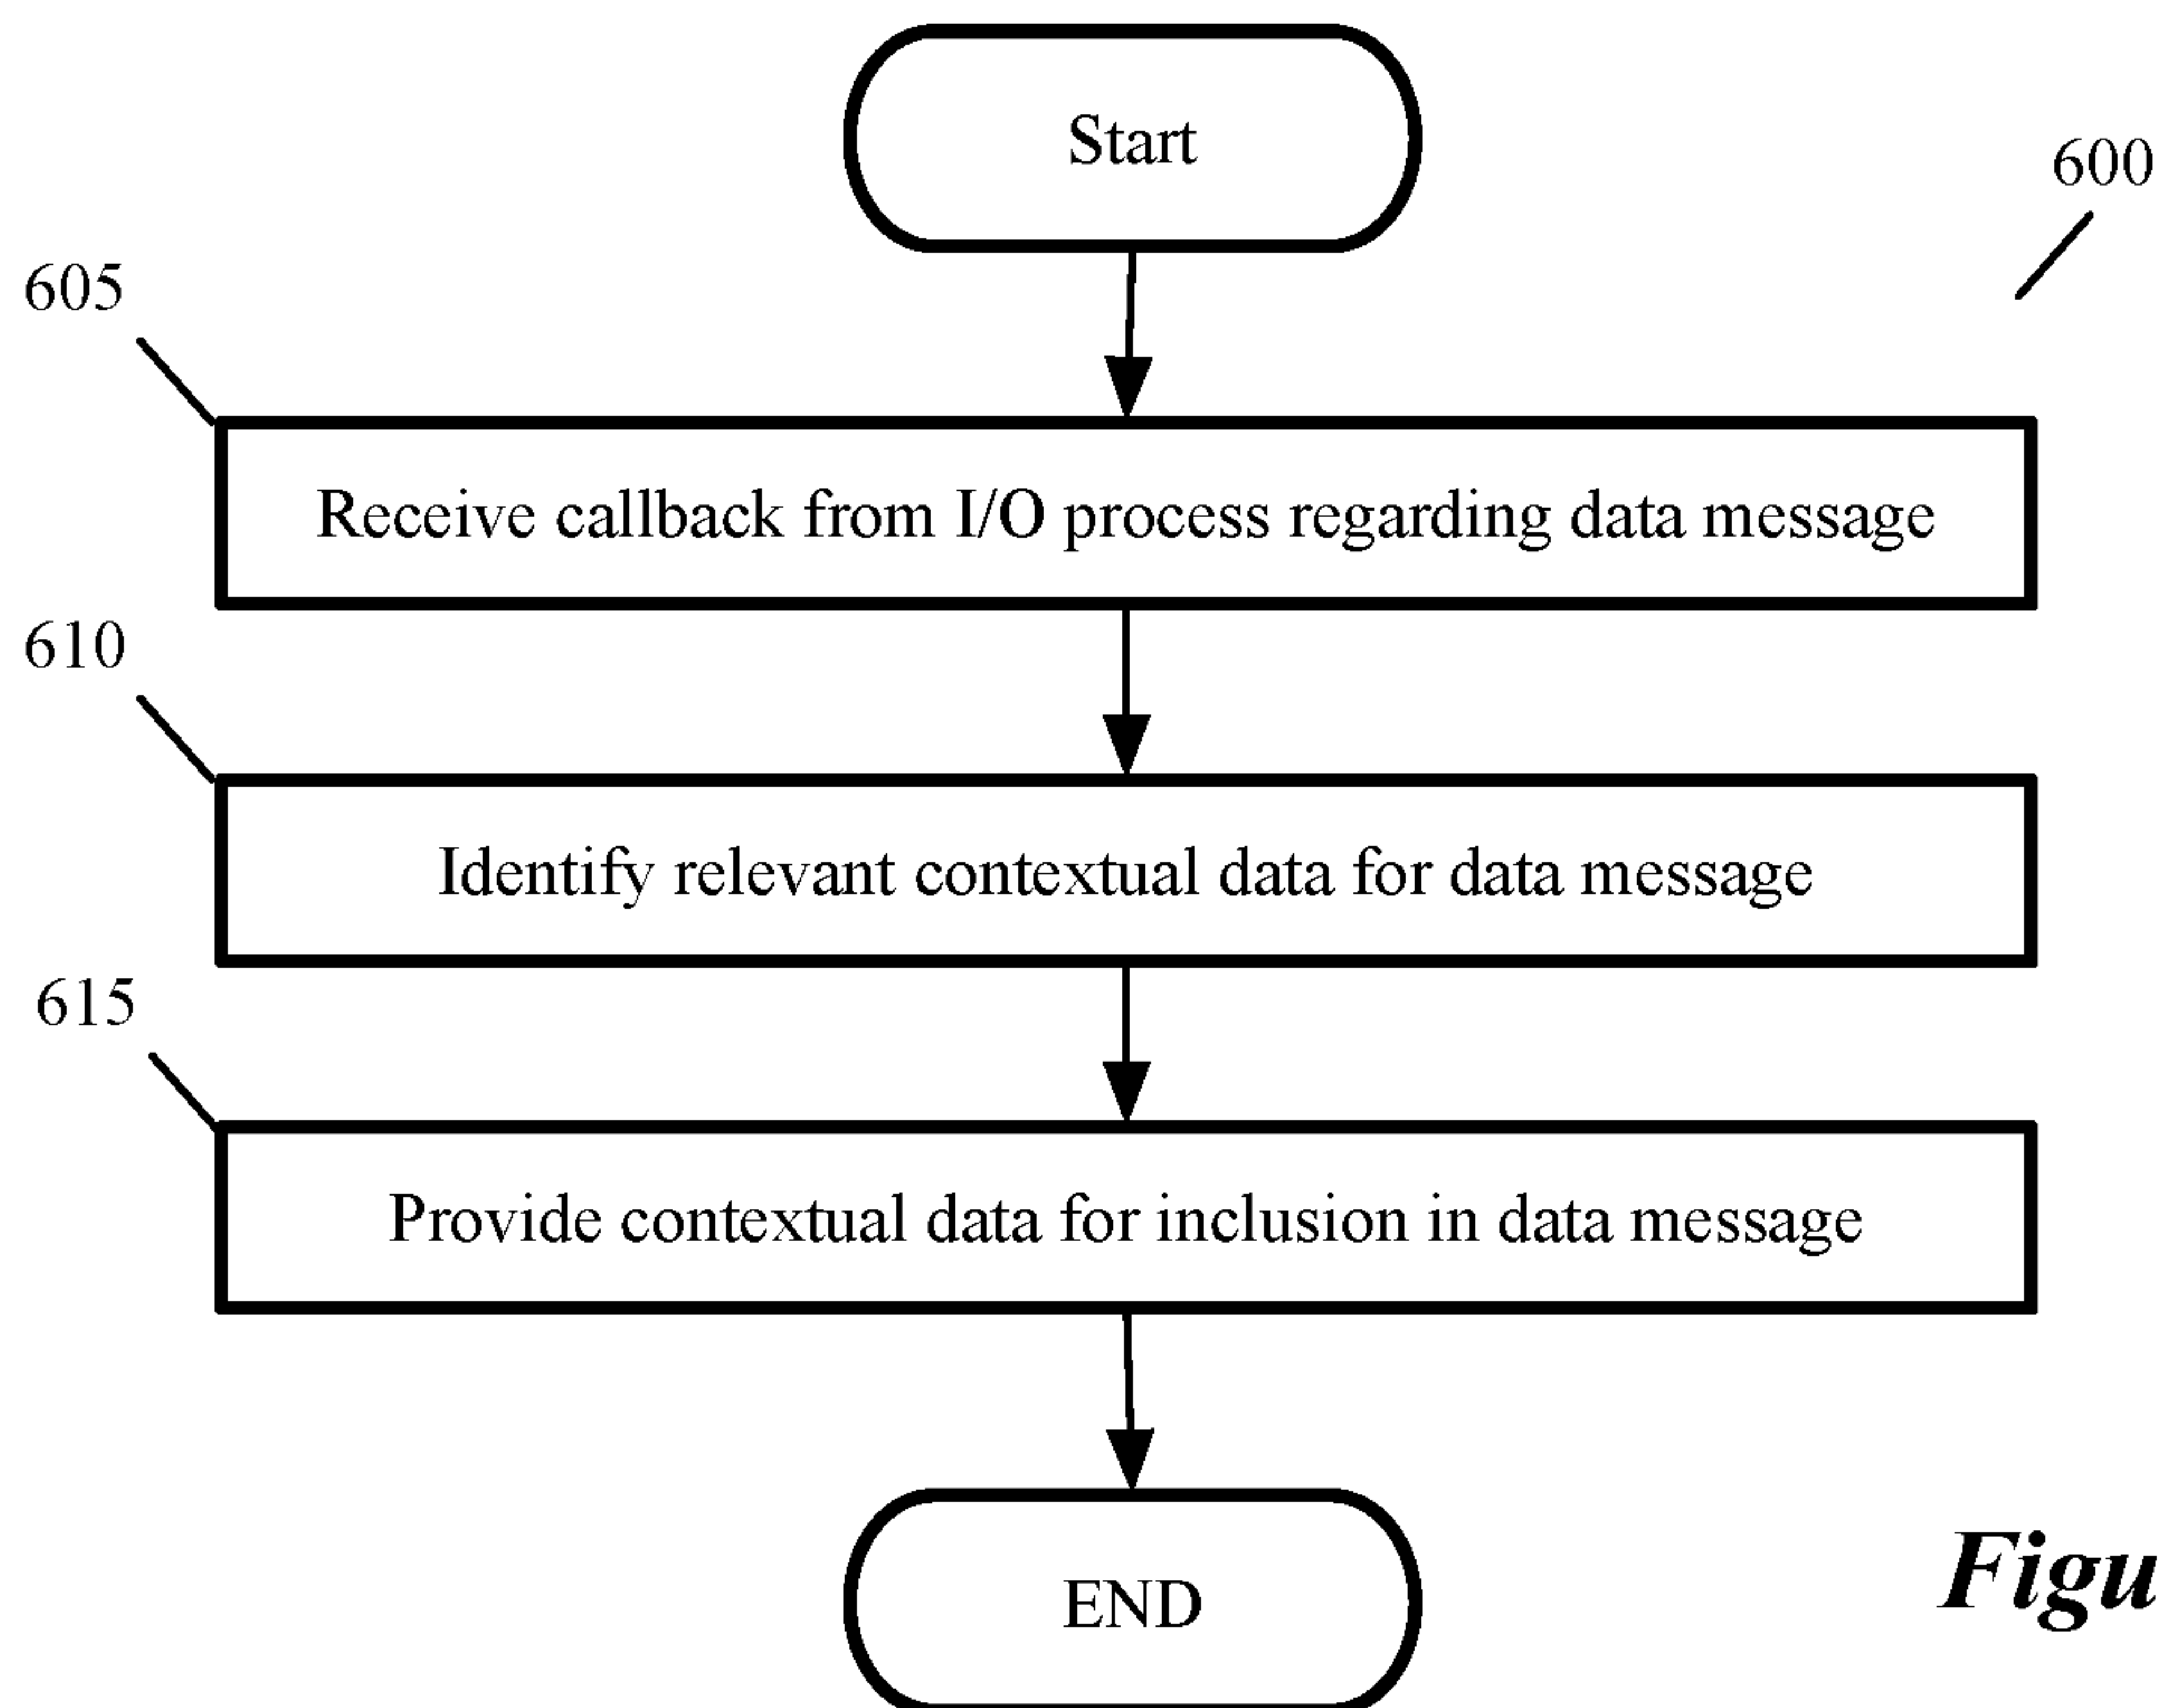 Start
600
605
Receive callback from I/O process regarding data message
610
Identify relevant contextual data for data message
615
Provide contextual data for inclusion in data message
END
Figu